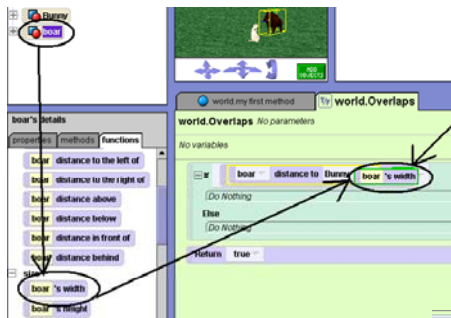 Bunny
boar
ADD
OBJECTS
boar's details
properties methods functions
boar distance to the left of
boar distance to the right of
boar distance above
boar distance below
boar distance in front of
boar distance behind
size
boar 's width
boar 's height
world.my first method world.Overlaps
world.Overlaps No parameters
No variables
If boar distance to Bunny boar 's width
(Do Nothing
Else
(Do Nothing
Return true